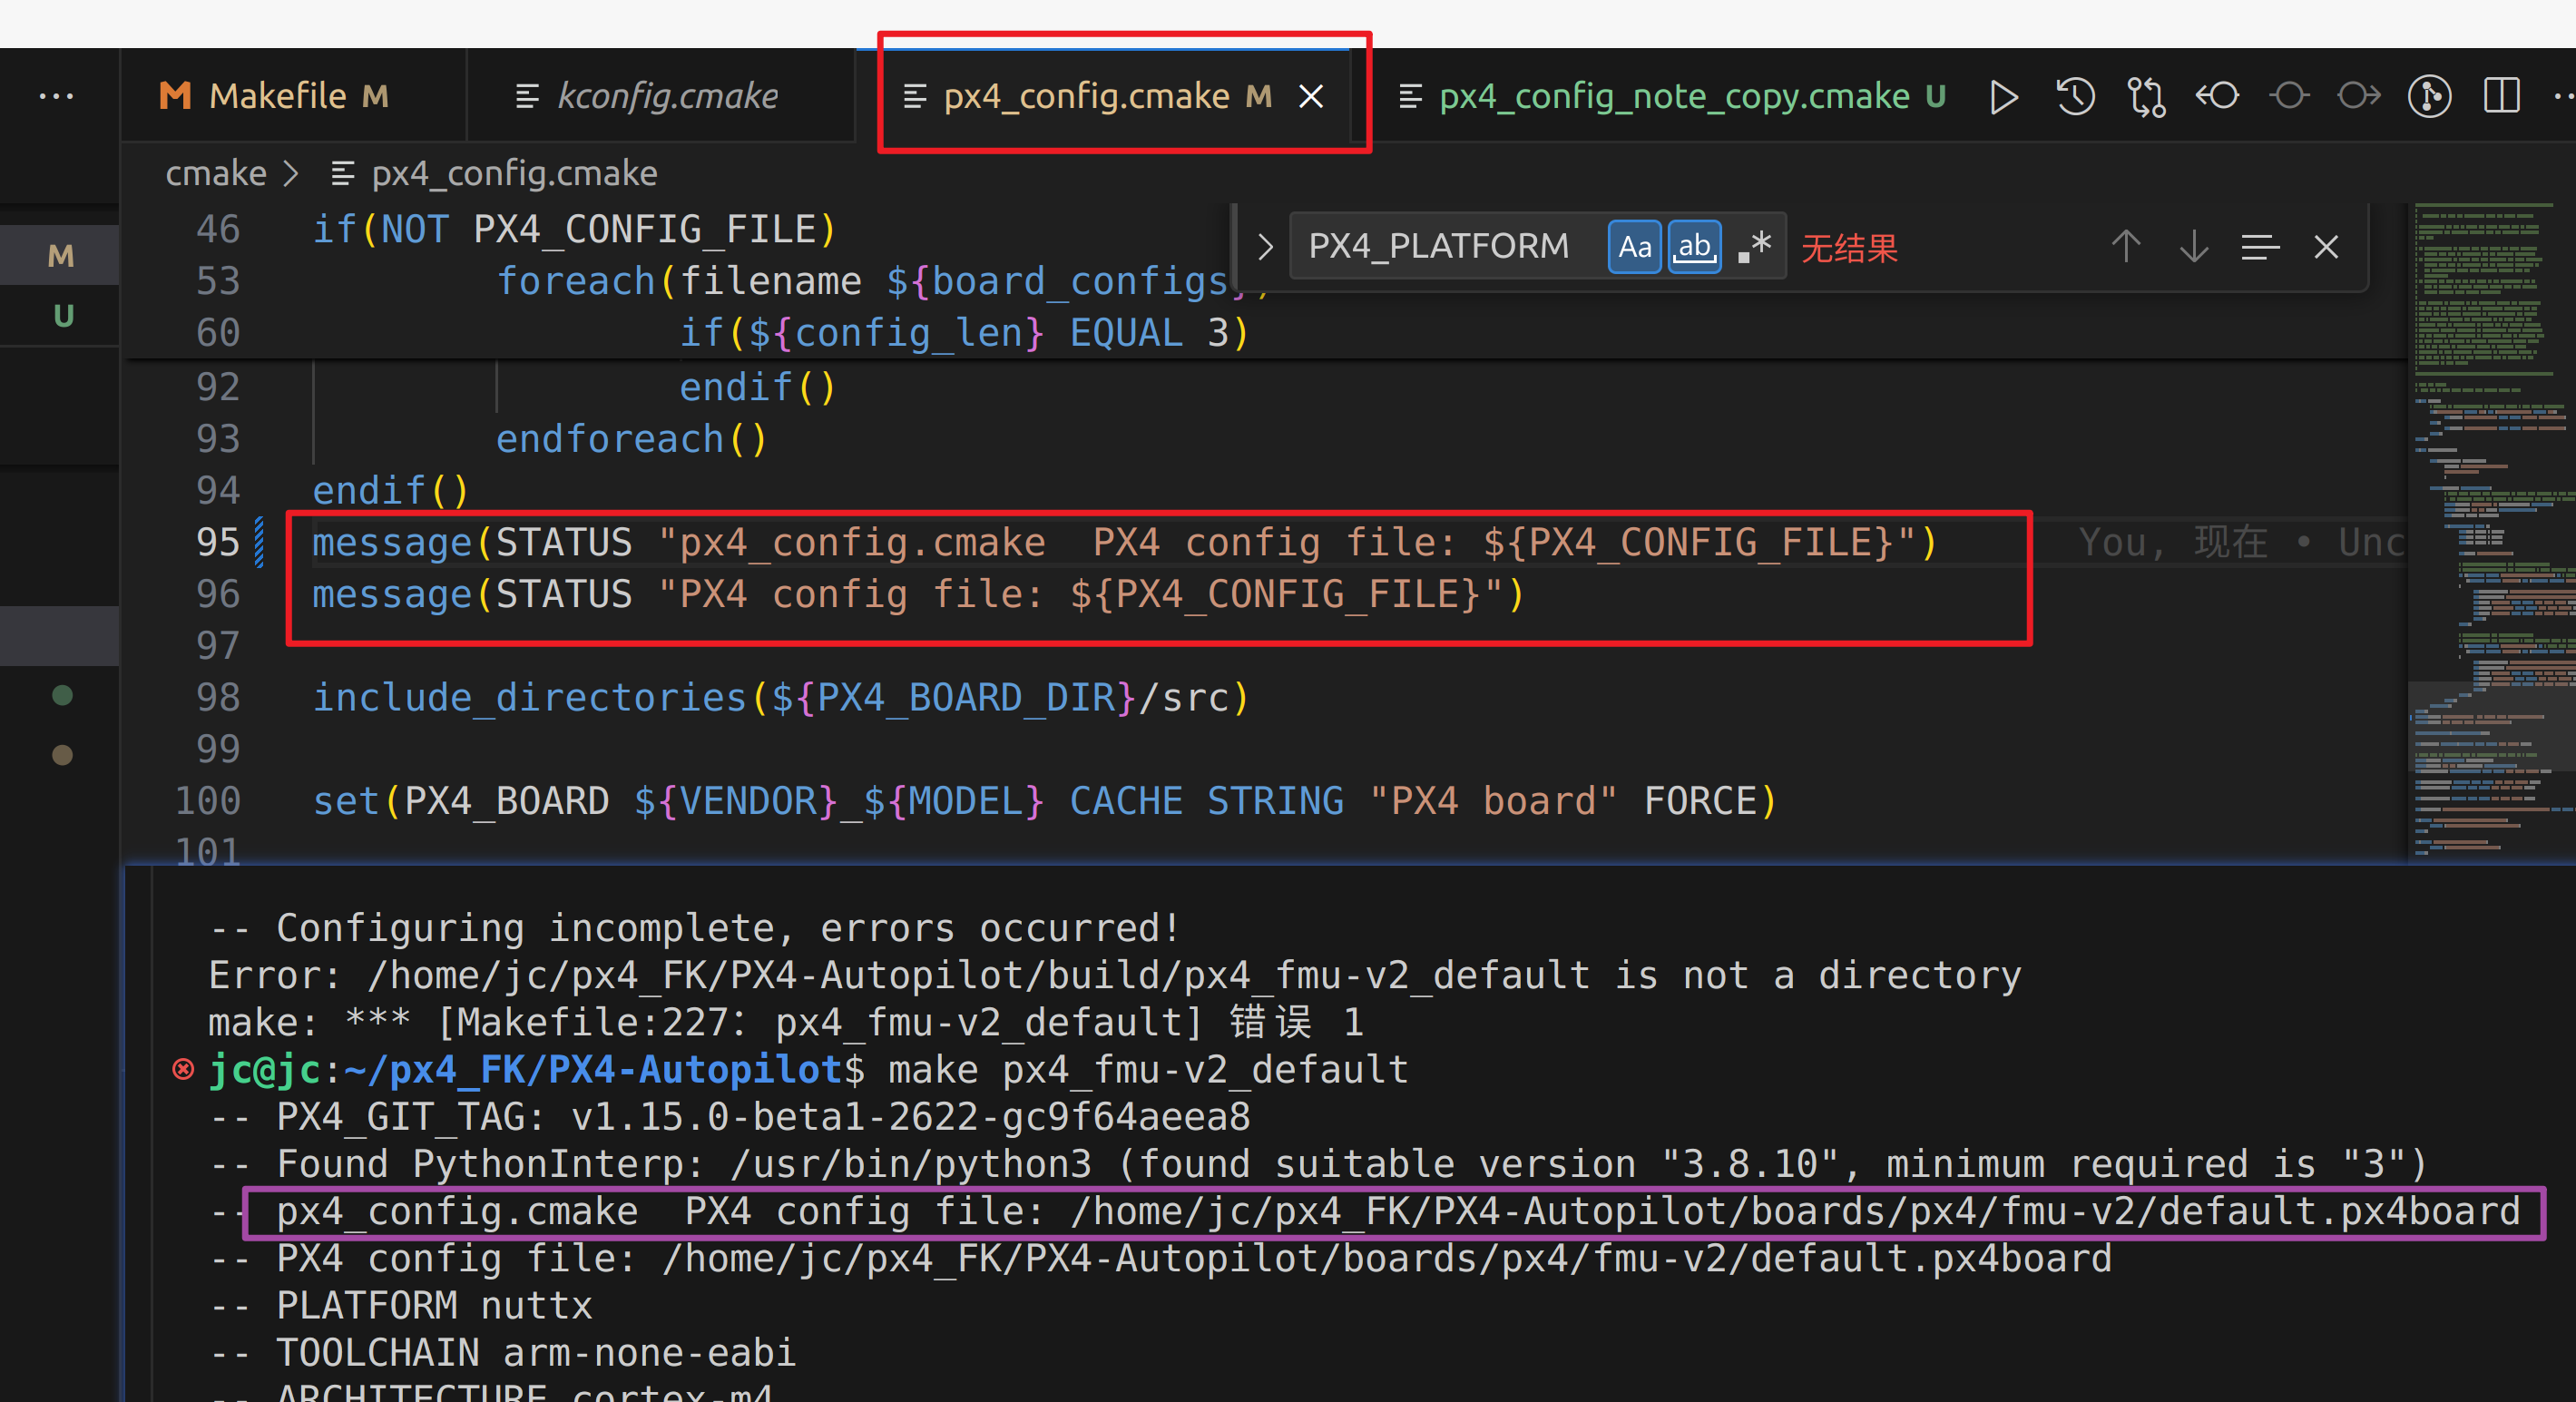 Makefile M
kconfig.cmake
px4_config.cmake M
px4_config_note_copy.cmake U
cmake > px4_config.cmake
M
U
PX4_PLATFORM Aa ab .* 无结果
46 if(NOT PX4_CONFIG_FILE)
53 foreach(filename ${board_configs})
60 if(${config_len} EQUAL 3)
92 endif()
93 endforeach()
94 endif()
95 message(STATUS "px4_config.cmake  PX4 config file: ${PX4_CONFIG_FILE}") You, 现在 • Unc
96 message(STATUS "PX4 config file: ${PX4_CONFIG_FILE}")
97
98 include_directories(${PX4_BOARD_DIR}/src)
99
100 set(PX4_BOARD ${VENDOR}_${MODEL} CACHE STRING "PX4 board" FORCE)
101
-- Configuring incomplete, errors occurred!
Error: /home/jc/px4_FK/PX4-Autopilot/build/px4_fmu-v2_default is not a directory
make: *** [Makefile:227：px4_fmu-v2_default] 错误 1
jc@jc:~/px4_FK/PX4-Autopilot$ make px4_fmu-v2_default
-- PX4_GIT_TAG: v1.15.0-beta1-2622-gc9f64aeea8
-- Found PythonInterp: /usr/bin/python3 (found suitable version "3.8.10", minimum required is "3")
-- px4_config.cmake  PX4 config file: /home/jc/px4_FK/PX4-Autopilot/boards/px4/fmu-v2/default.px4board
-- PX4 config file: /home/jc/px4_FK/PX4-Autopilot/boards/px4/fmu-v2/default.px4board
-- PLATFORM nuttx
-- TOOLCHAIN arm-none-eabi
-- ARCHITECTURE cortex-m4